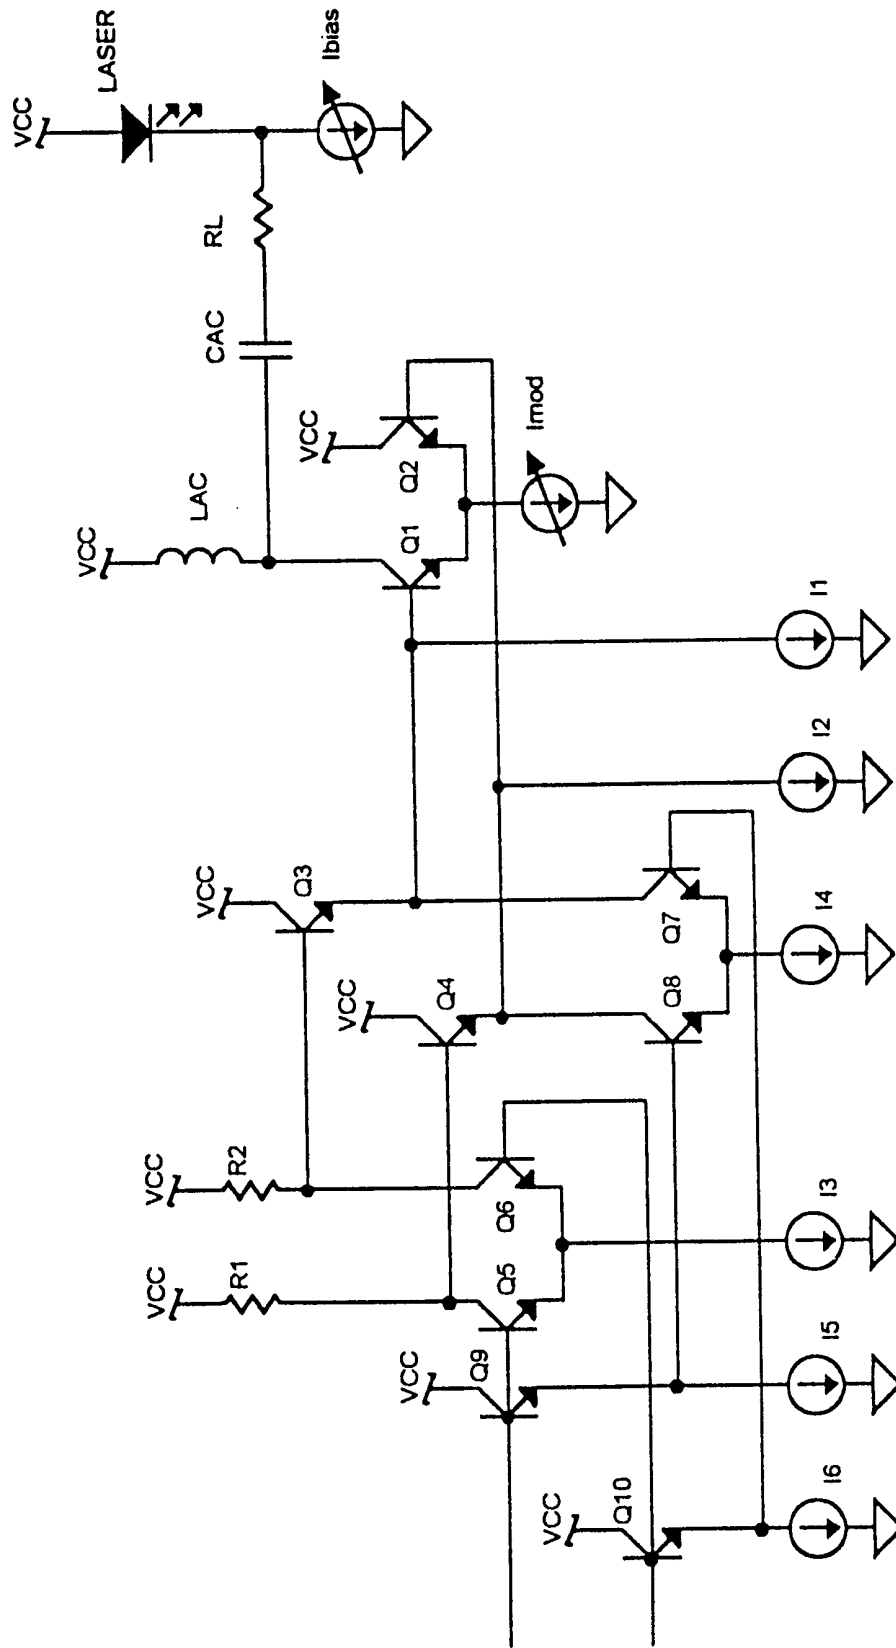 VCC
LASER
Ibias
RL
CAC
VCC
LAC
VCC
Q2
Q1
Imod
VCC
Q3
VCC
Q4
Q7
Q8
I1
I2
I4
VCC
R2
VCC
R1
Q6
Q5
I3
VCC
Q9
I5
VCC
Q10
I6